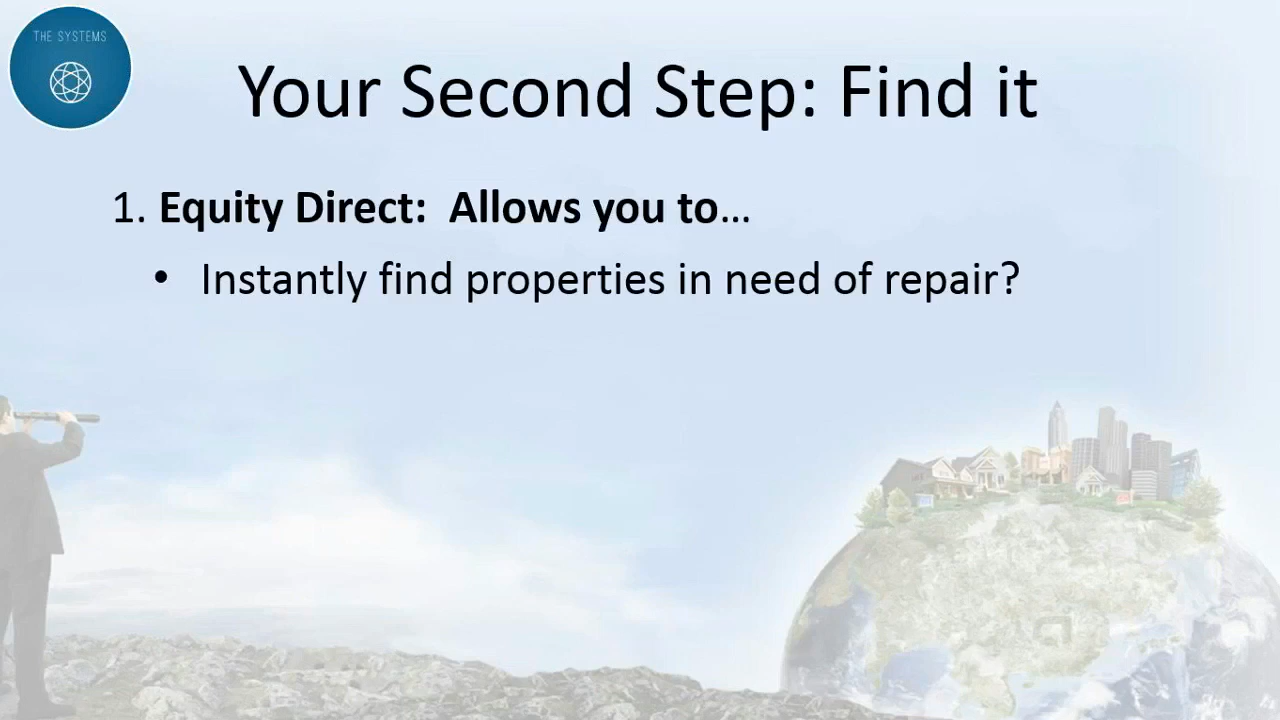 THE SYSTEMS
Your Second Step: Find it
1. Equity Direct: Allows you to…
• Instantly find properties in need of repair?